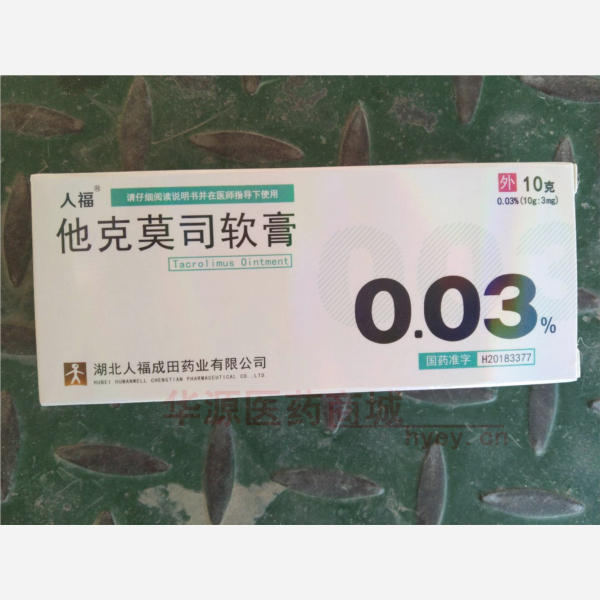 人福®
请仔细阅读说明书并在医师指导下使用
外 10克
0.03%(10g:3mg)
他克莫司软膏
Tacrolimus Ointment
0.03%
国药准字 H20183377
湖北人福成田药业有限公司
HUBEI HUMANWELL CHENGTIAN PHARMACEUTICAL CO.,LTD.
华源医药商城
hyey.cn